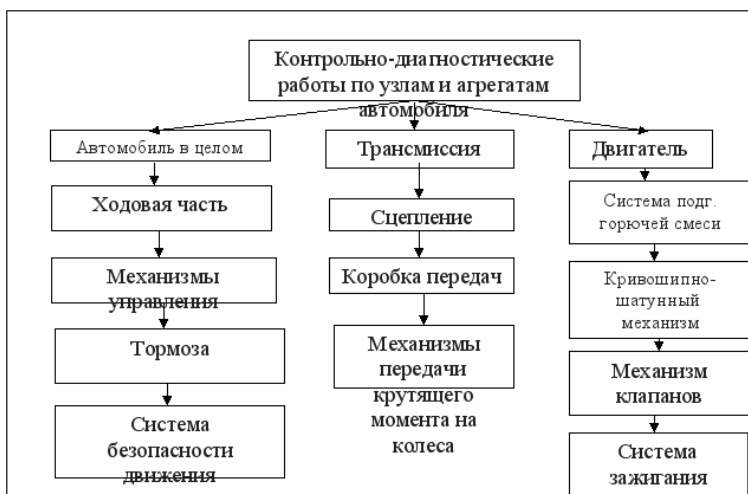 Контрольно-диагностические
работы по узлам и агрегатам
автомобиля
Автомобиль в целом
Ходовая часть
Механизмы
управления
Тормоза
Система
безопасности
движения
Трансмиссия
Сцепление
Коробка передач
Механизмы
передачи
крутящего
момента на
колеса
Двигатель
Система подг.
горючей смеси
Кривошипно-
шатунный
механизм
Механизм
клапанов
Система
зажигания